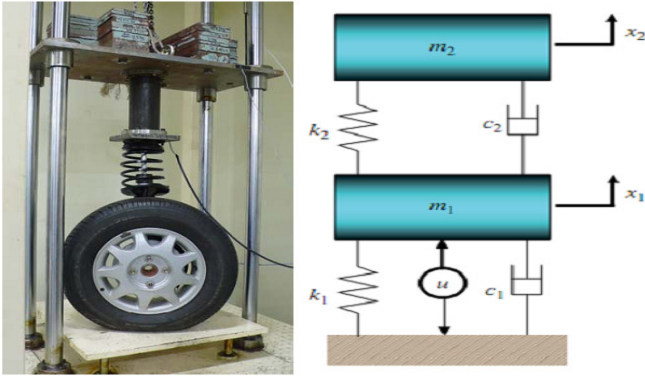 m₂
x₂
k₂
c₂
m₁
x₁
k₁
u
c₁